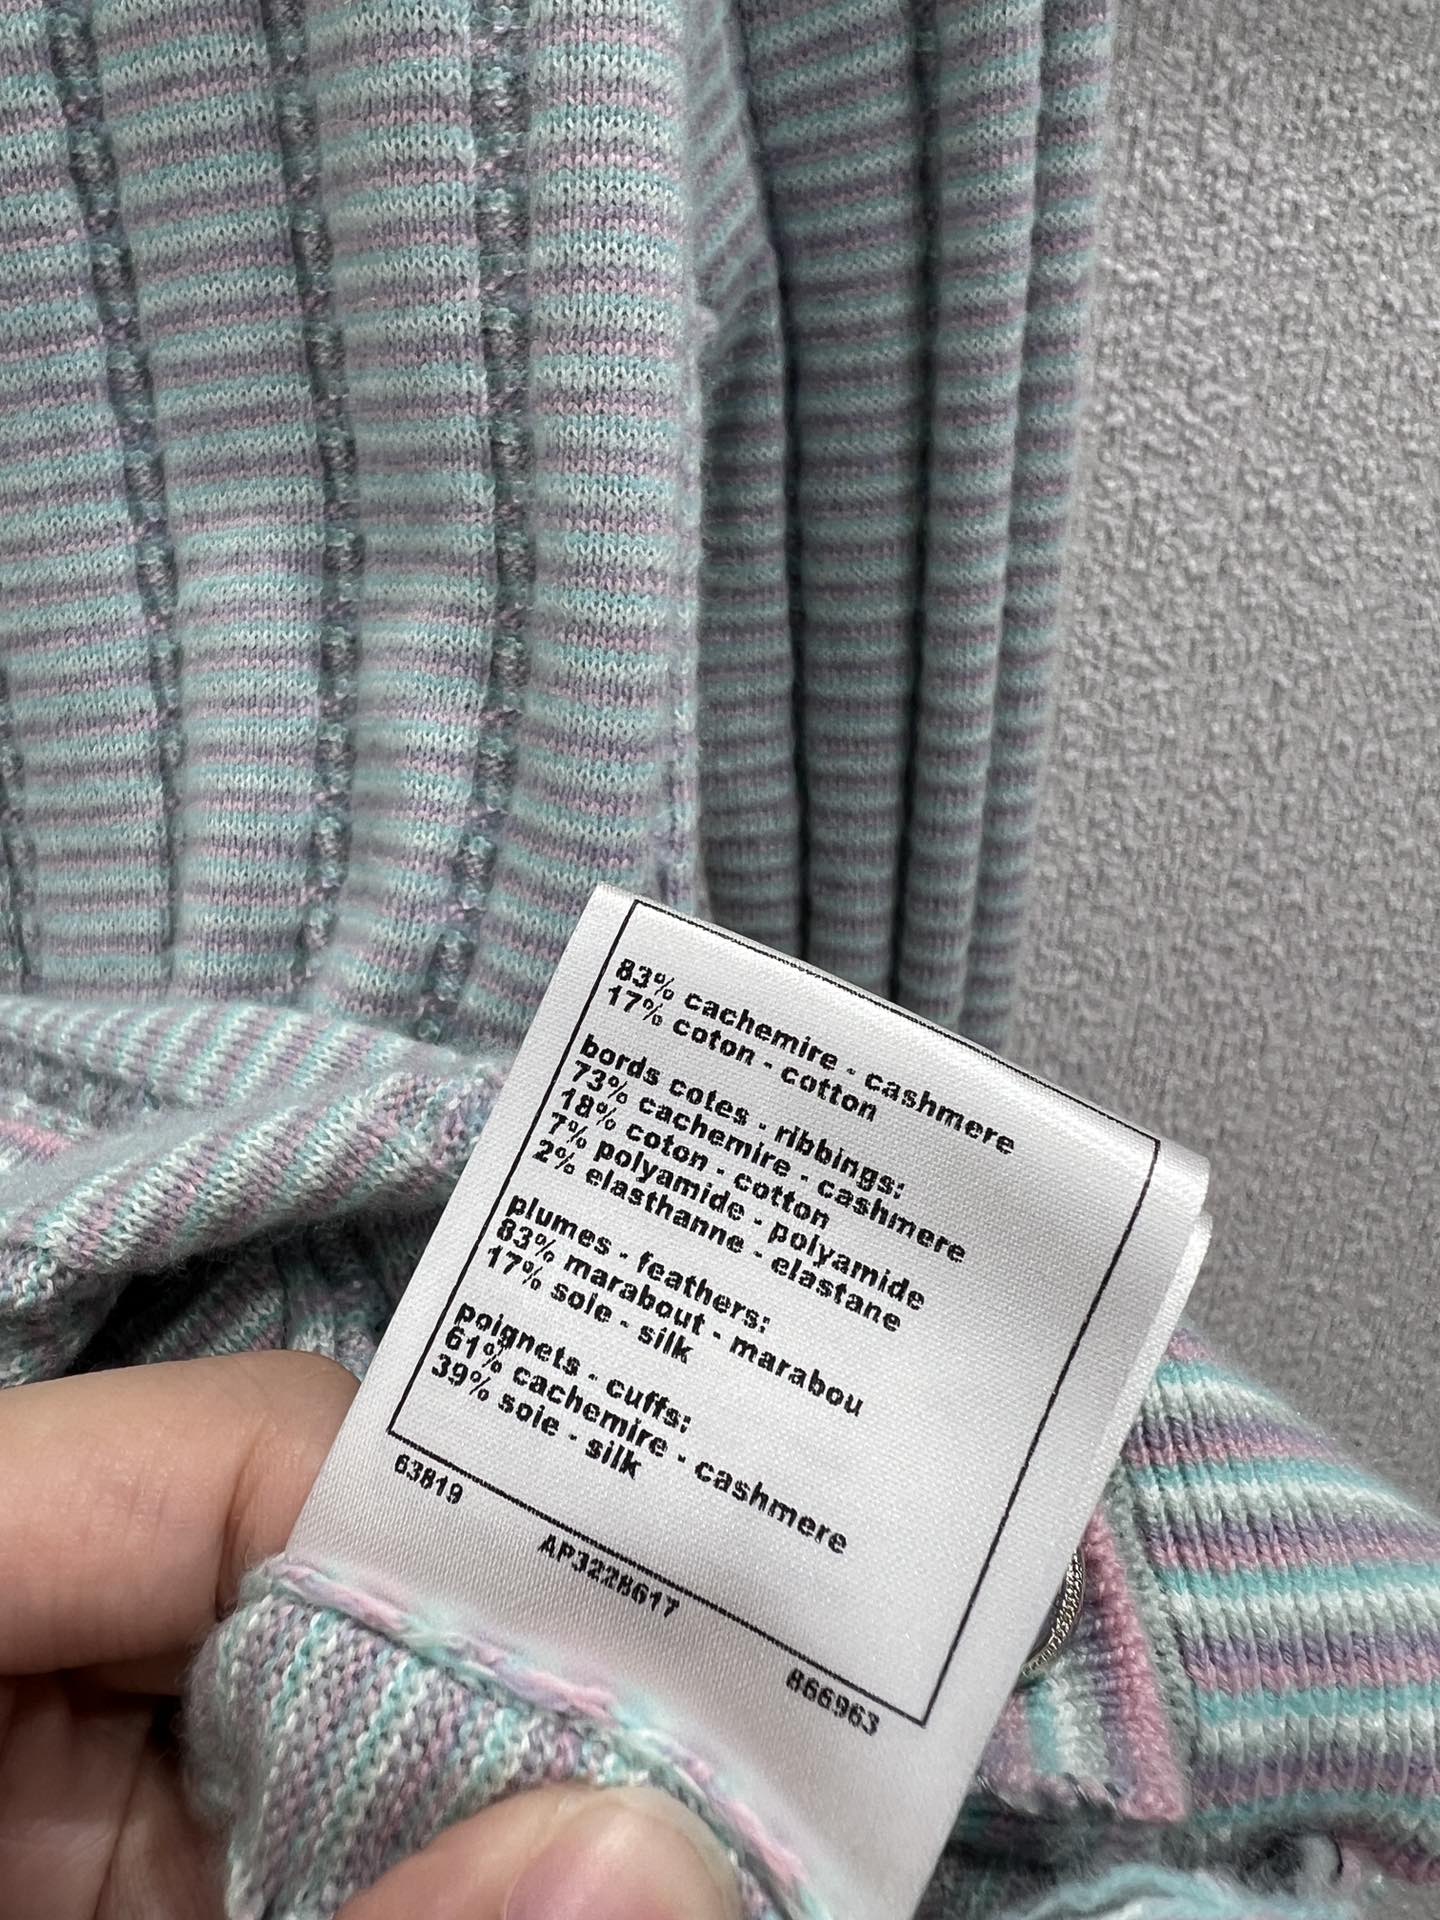 83% cachemire - cashmere
17% coton - cotton
bords cotes - ribbings:
73% cachemire - cashmere
18% coton - cotton
7% polyamide - polyamide
2% elasthanne - elastane
plumes - feathers:
83% marabout - marabou
17% soie - silk
poignets - cuffs:
61% cachemire - cashmere
39% soie - silk
63819
AP3228617
866963